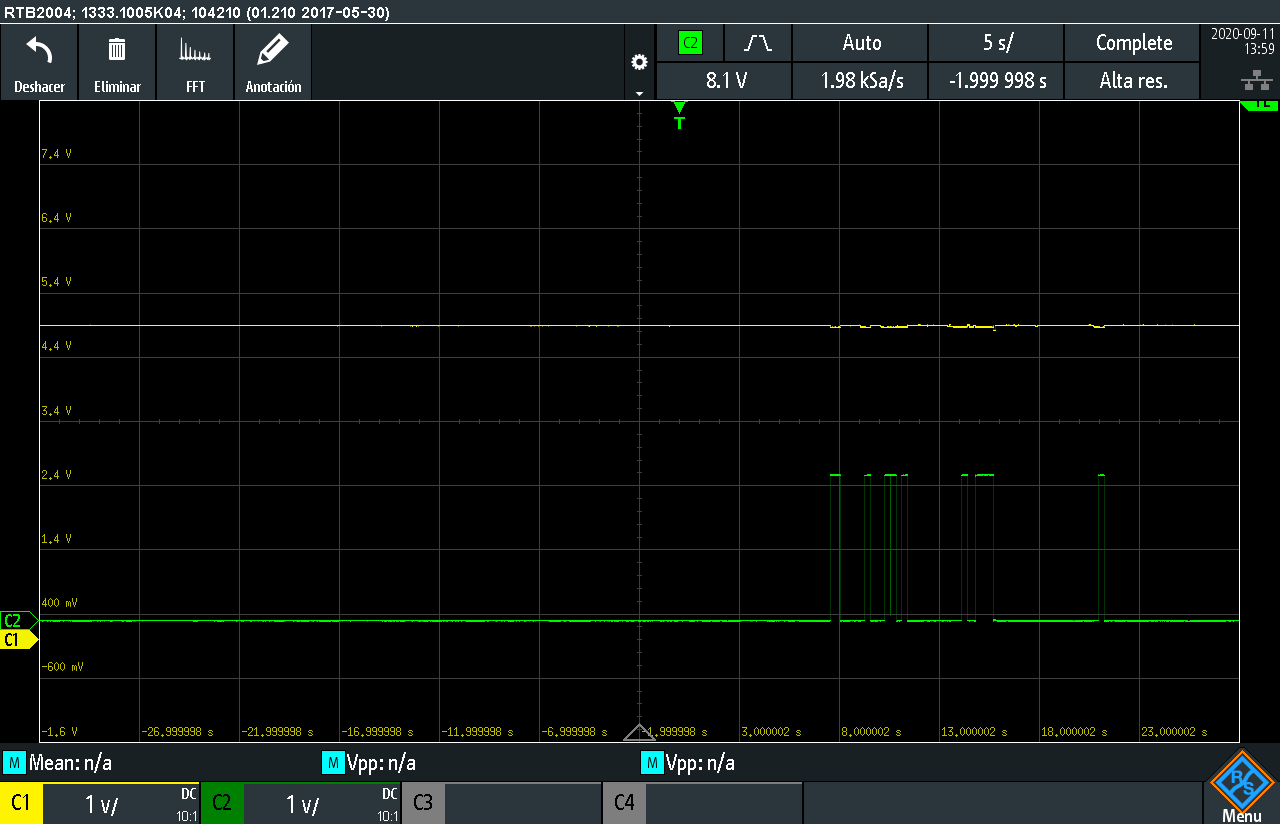 RTB2004; 1333.1005K04; 104210 (01.210 2017-05-30)
Deshacer
Eliminar
FFT
Anotación
C2
Auto
5 s/
Complete
8.1 V
1.98 kSa/s
-1.999 998 s
Alta res.
2020-09-11
13:59
T
TL
7.4 V
6.4 V
5.4 V
4.4 V
3.4 V
2.4 V
1.4 V
400 mV
-600 mV
-1.6 V
C2
C1
-26.999998 s
-21.999998 s
-16.999998 s
-11.999998 s
-6.999998 s
-1.999998 s
3.000002 s
8.000002 s
13.000002 s
18.000002 s
23.000002 s
M Mean: n/a
M Vpp: n/a
M Vpp: n/a
C1 1 V/ DC 10:1
C2 1 V/ DC 10:1
C3
C4
R S
Menu